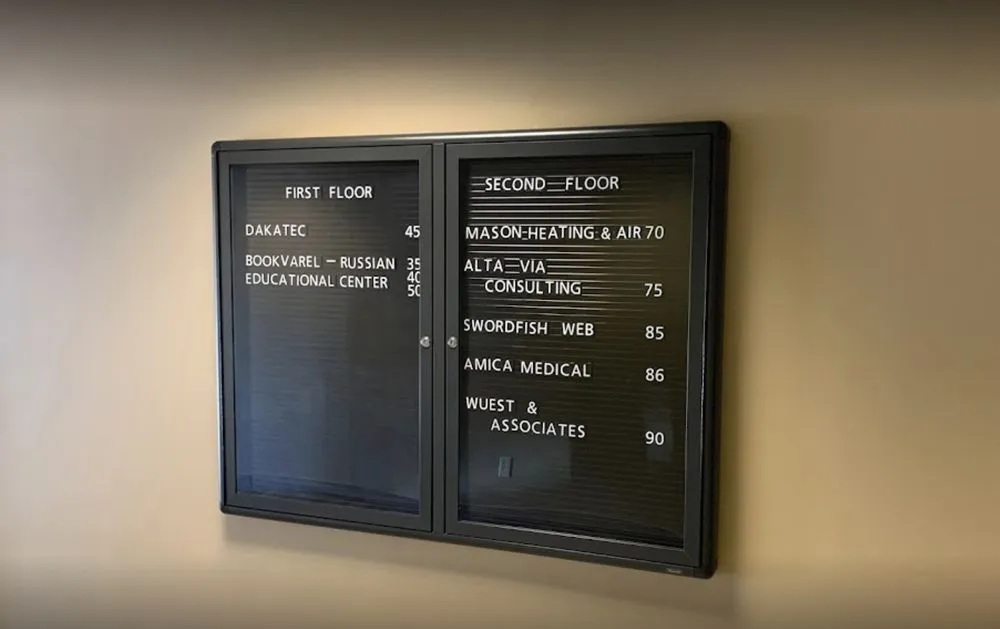 FIRST FLOOR
DAKATEC 45
BOOKVAREL – RUSSIAN 35
EDUCATIONAL CENTER 40
50
SECOND FLOOR
MASON HEATING & AIR 70
ALTA VIA
CONSULTING 75
SWORDFISH WEB 85
AMICA MEDICAL 86
WUEST &
ASSOCIATES 90